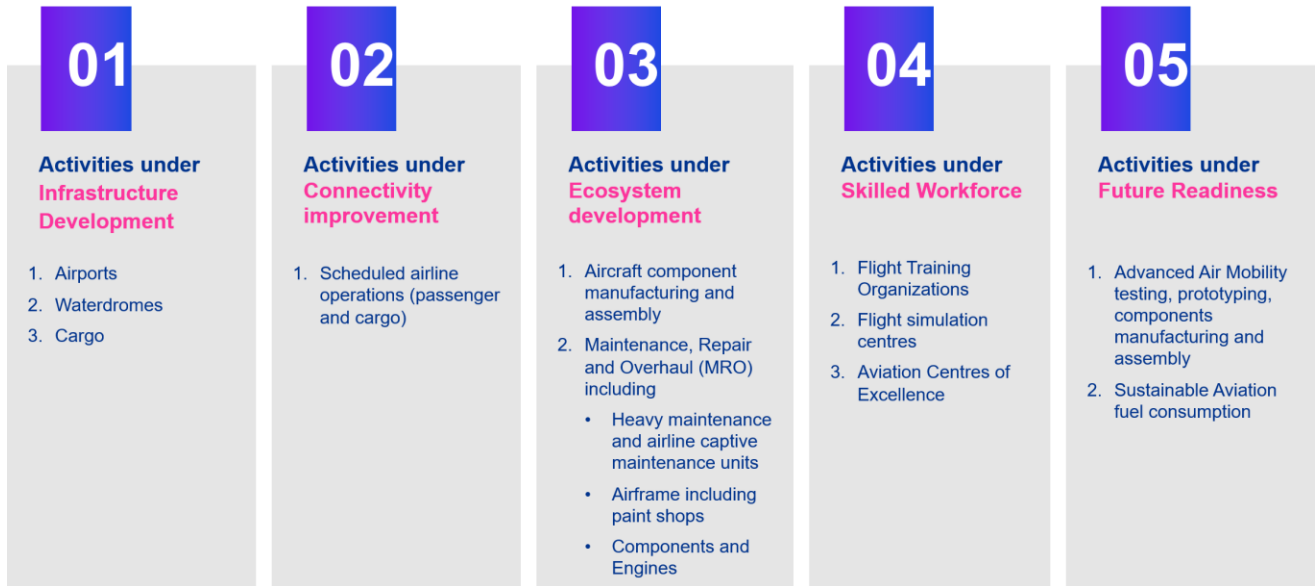 01
Activities under
Infrastructure
Development
1. Airports
2. Waterdromes
3. Cargo
02
Activities under
Connectivity
improvement
1. Scheduled airline
operations (passenger
and cargo)
03
Activities under
Ecosystem
development
1. Aircraft component
manufacturing and
assembly
2. Maintenance, Repair
and Overhaul (MRO)
including
• Heavy maintenance
and airline captive
maintenance units
• Airframe including
paint shops
• Components and
Engines
04
Activities under
Skilled Workforce
1. Flight Training
Organizations
2. Flight simulation
centres
3. Aviation Centres of
Excellence
05
Activities under
Future Readiness
1. Advanced Air Mobility
testing, prototyping,
components
manufacturing and
assembly
2. Sustainable Aviation
fuel consumption